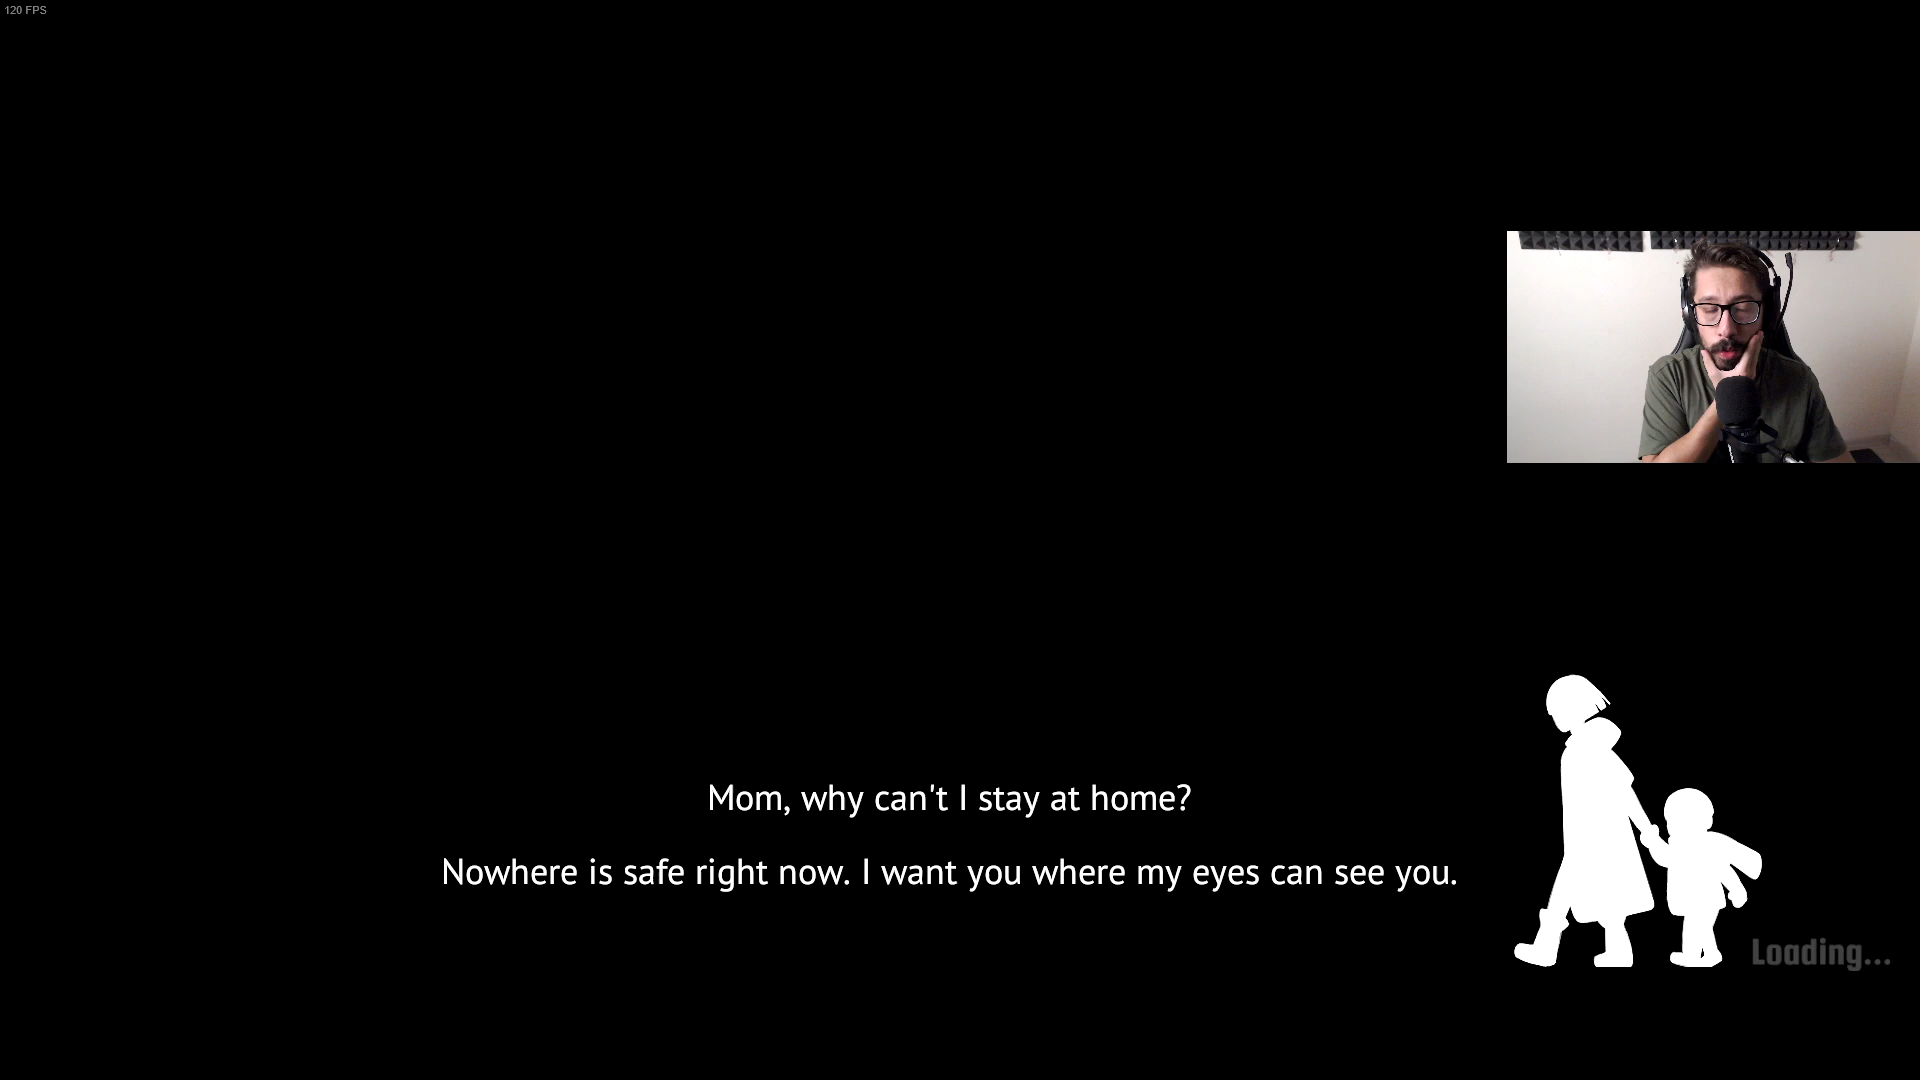 120 FPS
Mom, why can't I stay at home?
Nowhere is safe right now. I want you where my eyes can see you.
Loading...